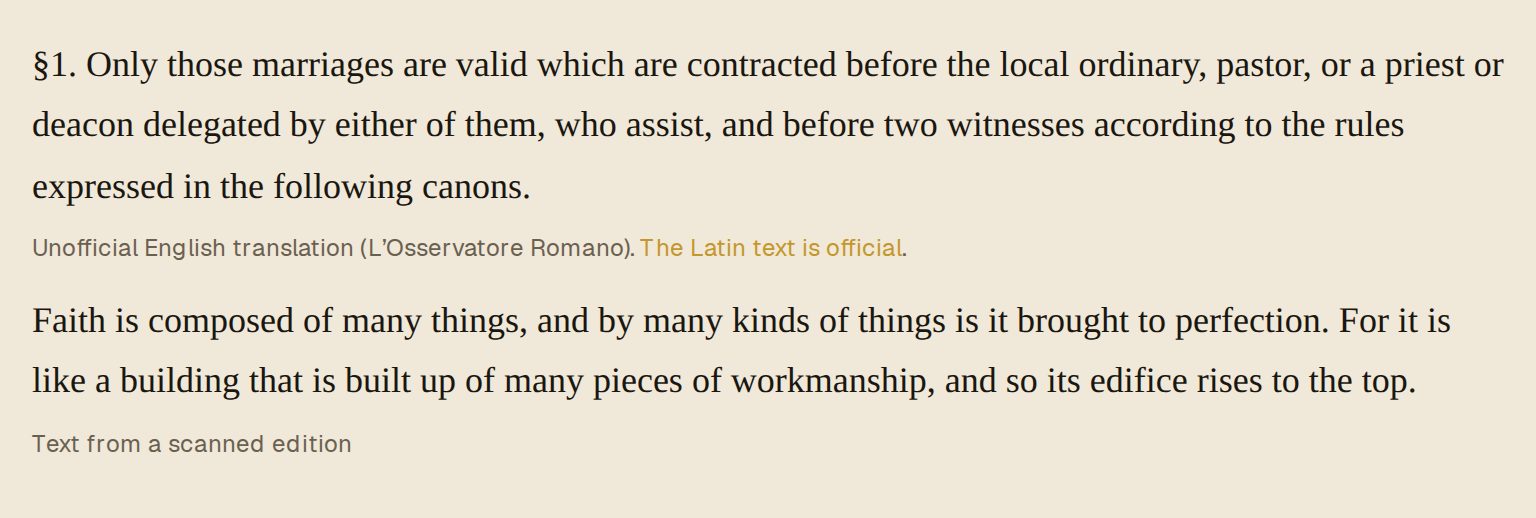 §1. Only those marriages are valid which are contracted before the local ordinary, pastor, or a priest or
deacon delegated by either of them, who assist, and before two witnesses according to the rules
expressed in the following canons.
Unofficial English translation (L’Osservatore Romano). The Latin text is official.
Faith is composed of many things, and by many kinds of things is it brought to perfection. For it is
like a building that is built up of many pieces of workmanship, and so its edifice rises to the top.
Text from a scanned edition